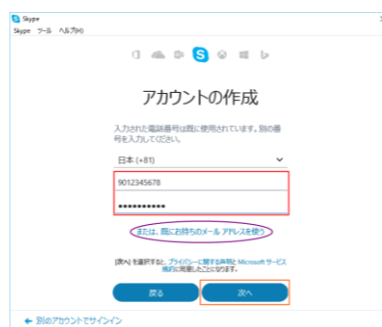 Skype
Skype ツール ヘルプ(H)
アカウントの作成
入力された電話番号は既に使用されています。別の番
号を入力してください。
日本 (+81)
9012345678
または、既にお持ちのメール アドレスを使う
[次へ] を選択すると、プライバシーに関する声明と Microsoft サービス
規約に同意したことになります。
戻る 次へ
別のアカウントでサインイン